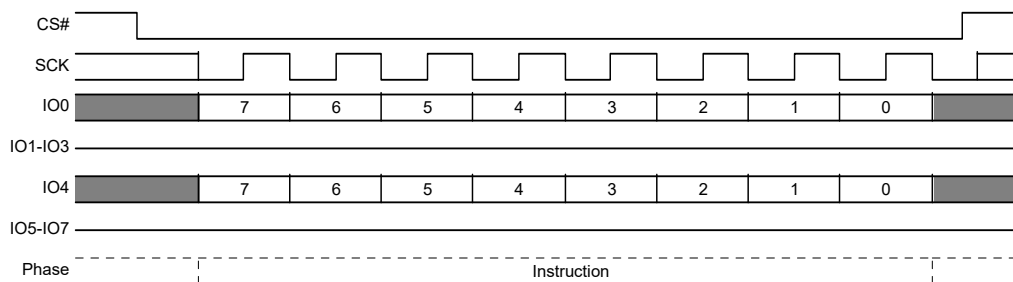 CS#
SCK
IO0 7 6 5 4 3 2 1 0
IO1-IO3
IO4 7 6 5 4 3 2 1 0
IO5-IO7
Phase Instruction